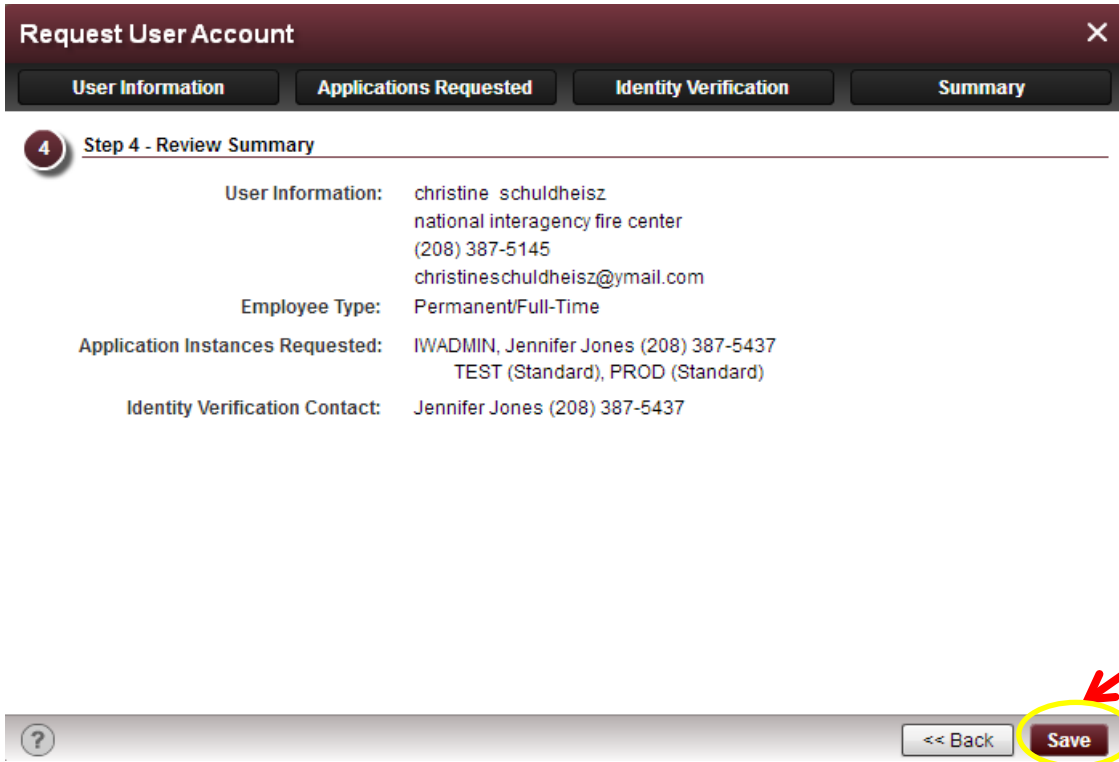 Request User Account
User Information
Applications Requested
Identity Verification
Summary
4
Step 4 - Review Summary
User Information: christine schuldheisz
national interagency fire center
(208) 387-5145
christineschuldheisz@ymail.com
Employee Type: Permanent/Full-Time
Application Instances Requested: IWADMIN, Jennifer Jones (208) 387-5437
TEST (Standard), PROD (Standard)
Identity Verification Contact: Jennifer Jones (208) 387-5437
?
<< Back
Save